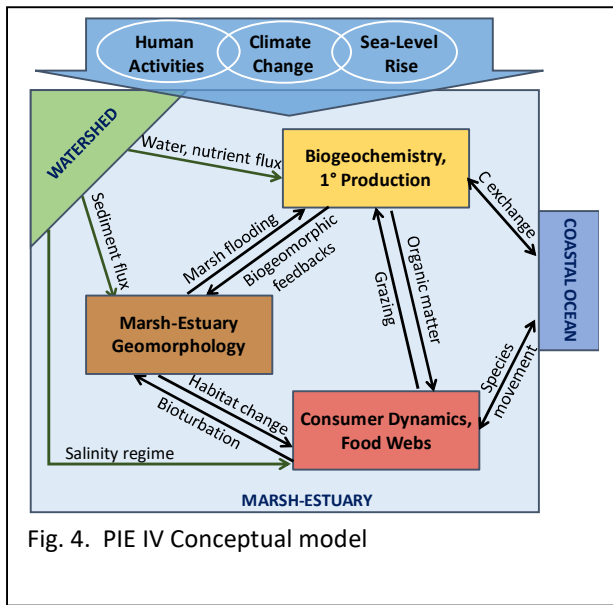 Human
Activities
Climate
Change
Sea-Level
Rise
WATERSHED
Water, nutrient flux
Biogeochemistry,
1° Production
C exchange
Sediment flux
Marsh flooding
Biogeomorphic
feedbacks
Organic matter
Grazing
COASTAL OCEAN
Marsh-Estuary
Geomorphology
Habitat change
Bioturbation
Species
movement
Consumer Dynamics,
Food Webs
Salinity regime
MARSH-ESTUARY
Fig. 4. PIE IV Conceptual model